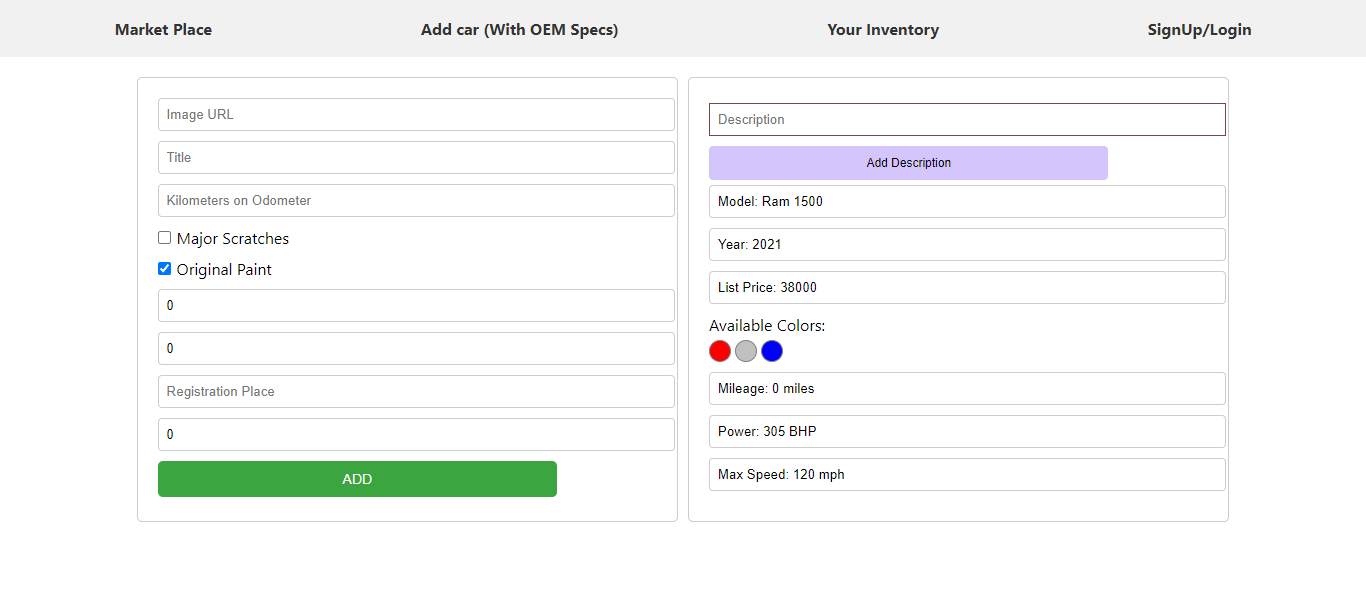 Market Place
Add car (With OEM Specs)
Your Inventory
SignUp/Login
Image URL
Title
Kilometers on Odometer
Major Scratches
Original Paint
0
0
Registration Place
0
ADD
Description
Add Description
Model: Ram 1500
Year: 2021
List Price: 38000
Available Colors:
Mileage: 0 miles
Power: 305 BHP
Max Speed: 120 mph